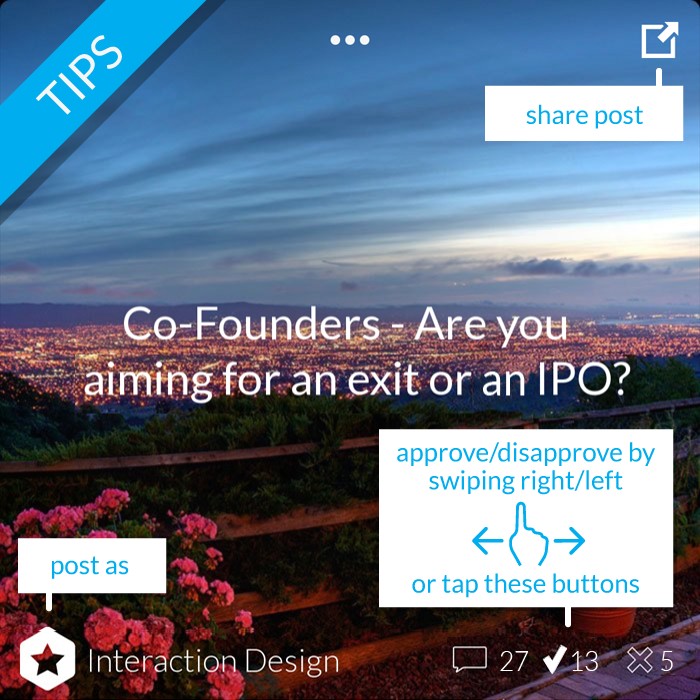 TIPS
share post
Co-Founders - Are you
aiming for an exit or an IPO?
approve/disapprove by
swiping right/left
or tap these buttons
post as
Interaction Design
27
13
5